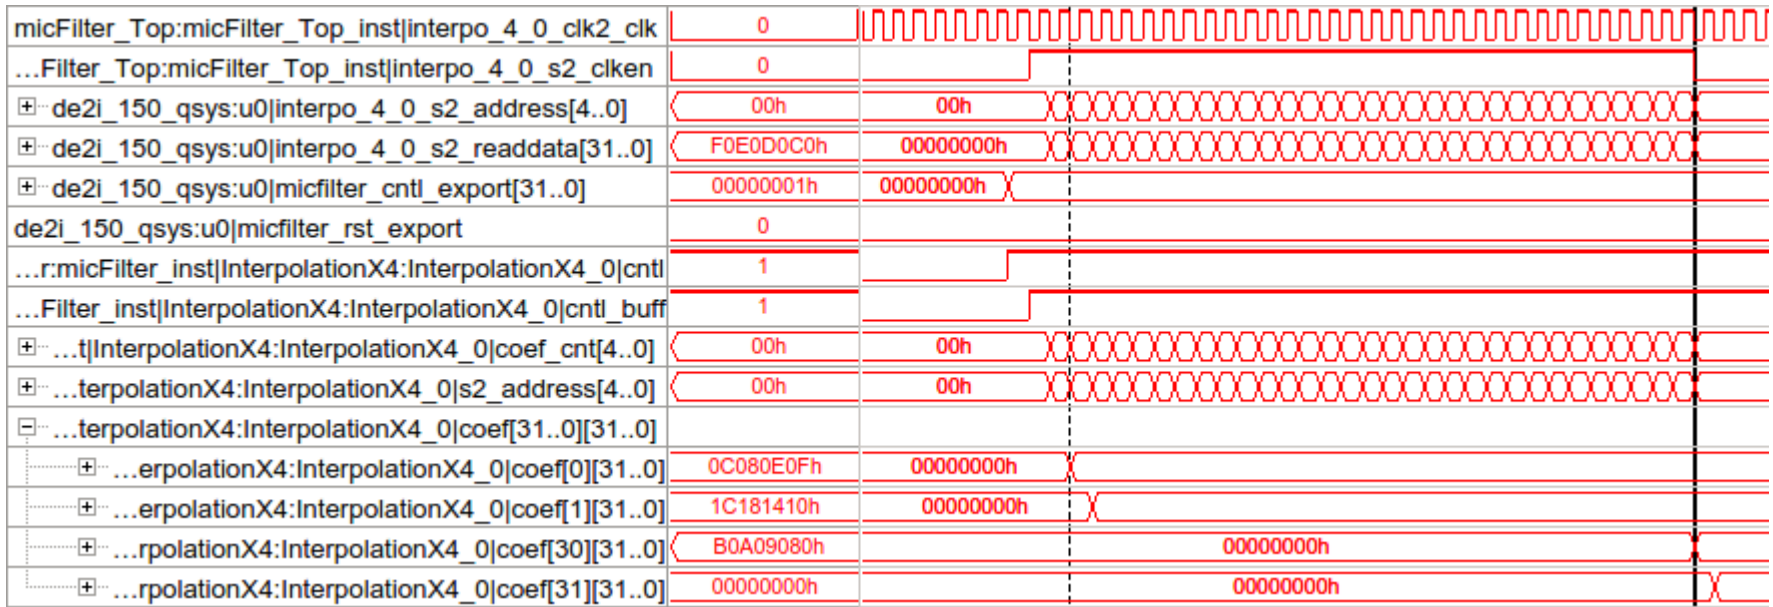 micFilter_Top:micFilter_Top_inst|interpo_4_0_clk2_clk 0
...Filter_Top:micFilter_Top_inst|interpo_4_0_s2_clken 0
de2i_150_qsys:u0|interpo_4_0_s2_address[4..0] 00h 00h
de2i_150_qsys:u0|interpo_4_0_s2_readdata[31..0] F0E0D0C0h 00000000h
de2i_150_qsys:u0|micfilter_cntl_export[31..0] 00000001h 00000000h
de2i_150_qsys:u0|micfilter_rst_export 0
...r:micFilter_inst|InterpolationX4:InterpolationX4_0|cntl 1
...Filter_inst|InterpolationX4:InterpolationX4_0|cntl_buff 1
...t|InterpolationX4:InterpolationX4_0|coef_cnt[4..0] 00h 00h
...terpolationX4:InterpolationX4_0|s2_address[4..0] 00h 00h
...terpolationX4:InterpolationX4_0|coef[31..0][31..0]
...erpolationX4:InterpolationX4_0|coef[0][31..0] 0C080E0Fh 00000000h
...erpolationX4:InterpolationX4_0|coef[1][31..0] 1C181410h 00000000h
...rpolationX4:InterpolationX4_0|coef[30][31..0] B0A09080h 00000000h
...rpolationX4:InterpolationX4_0|coef[31][31..0] 00000000h 00000000h